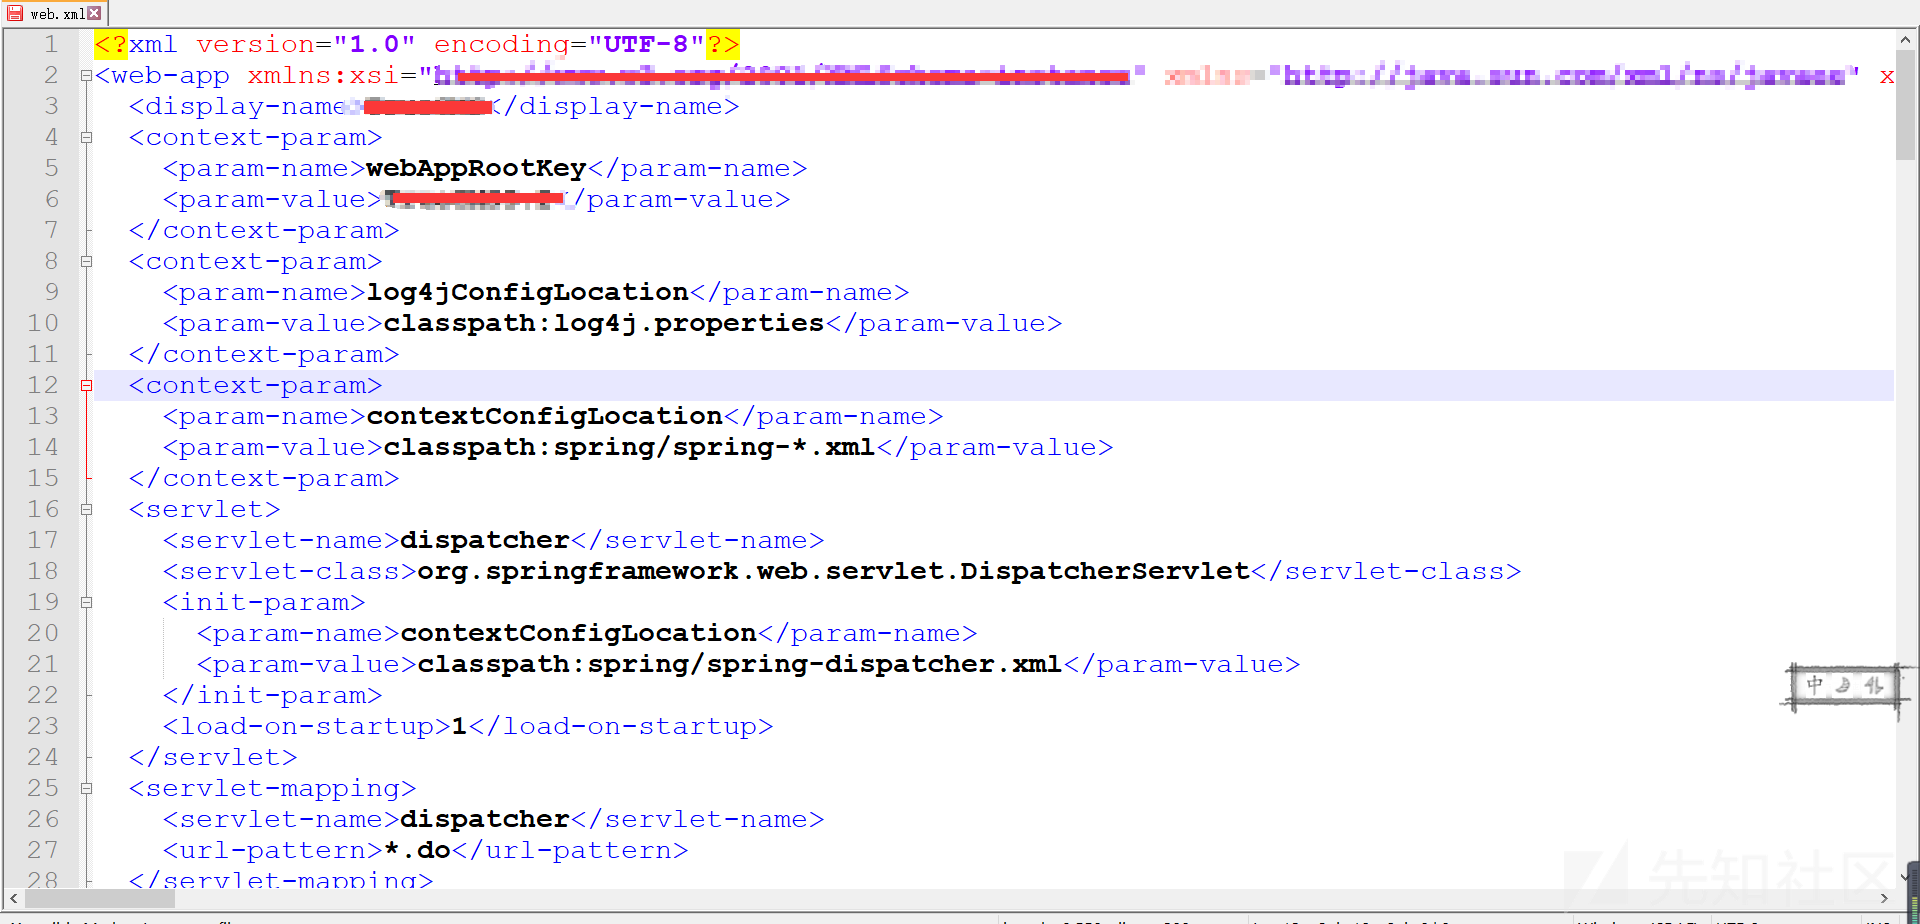 web.xml
1 <?xml version="1.0" encoding="UTF-8"?>
2 <web-app xmlns:xsi=" " xmlns="http://java.sun.com/xml/ns/javaee" x
3 <display-name </display-name>
4 <context-param>
5 <param-name>webAppRootKey</param-name>
6 <param-value> /param-value>
7 </context-param>
8 <context-param>
9 <param-name>log4jConfigLocation</param-name>
10 <param-value>classpath:log4j.properties</param-value>
11 </context-param>
12 <context-param>
13 <param-name>contextConfigLocation</param-name>
14 <param-value>classpath:spring/spring-*.xml</param-value>
15 </context-param>
16 <servlet>
17 <servlet-name>dispatcher</servlet-name>
18 <servlet-class>org.springframework.web.servlet.DispatcherServlet</servlet-class>
19 <init-param>
20 <param-name>contextConfigLocation</param-name>
21 <param-value>classpath:spring/spring-dispatcher.xml</param-value>
22 </init-param>
23 <load-on-startup>1</load-on-startup>
24 </servlet>
25 <servlet-mapping>
26 <servlet-name>dispatcher</servlet-name>
27 <url-pattern>*.do</url-pattern>
28 </servlet-mapping>
中
先知社区